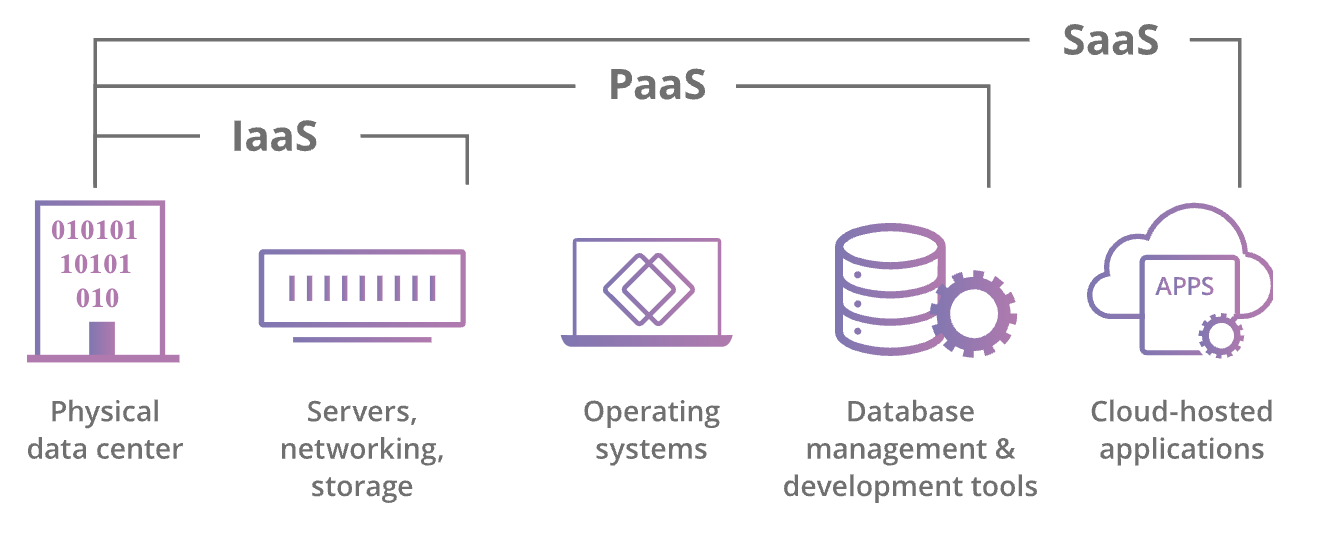 SaaS
PaaS
IaaS
010101
10101
010
APPS
Physical
data center
Servers,
networking,
storage
Operating
systems
Database
management &
development tools
Cloud-hosted
applications